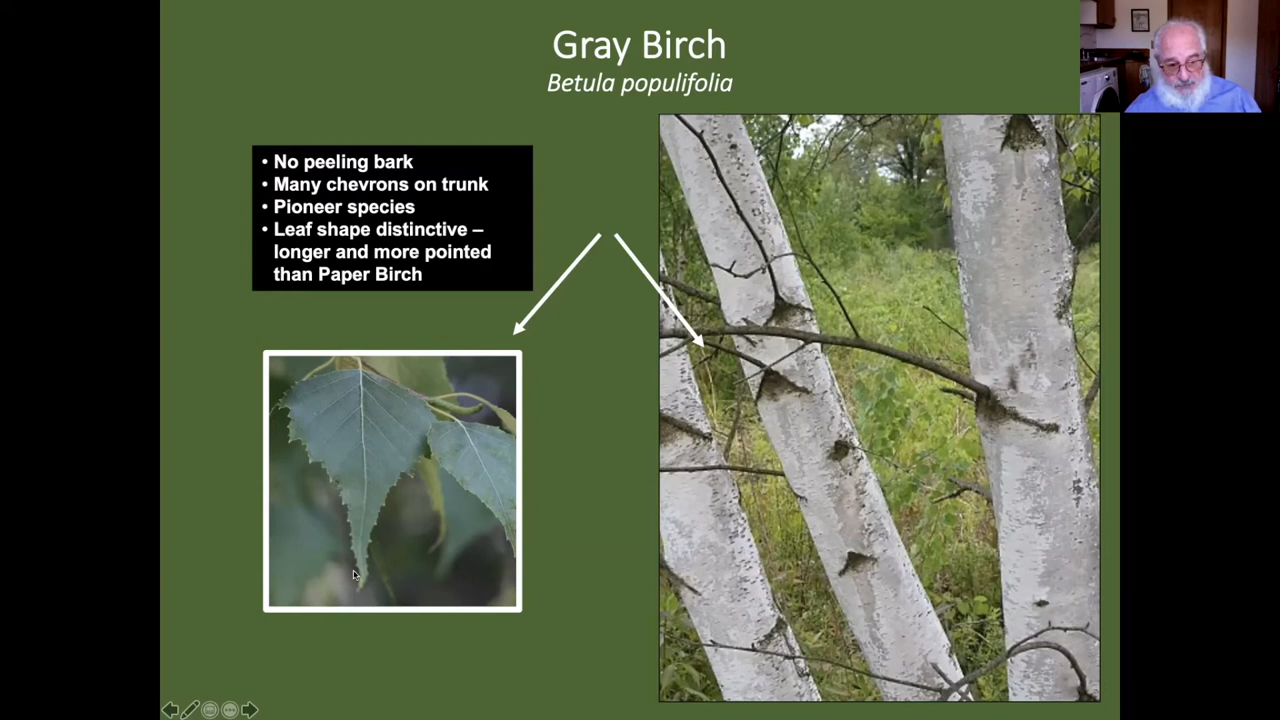 Gray Birch
Betula populifolia
• No peeling bark
• Many chevrons on trunk
• Pioneer species
• Leaf shape distinctive –
longer and more pointed
than Paper Birch